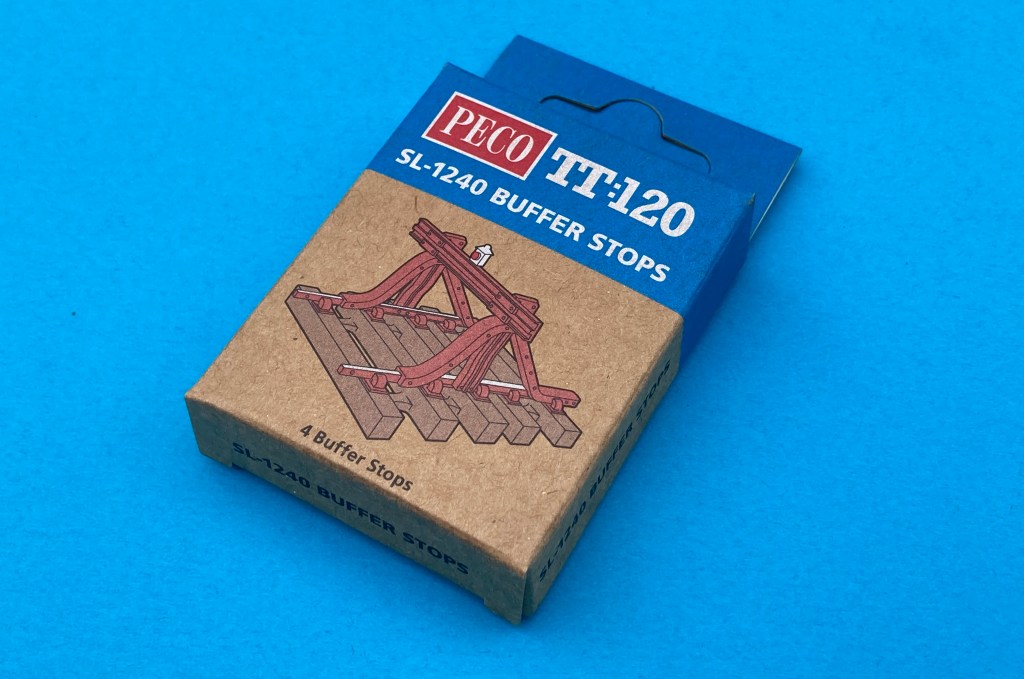 PECO TT:120
SL-1240 BUFFER STOPS
4 Buffer Stops
SL-1240 BUFFER STOPS
SL-1240 BUFFER STOPS